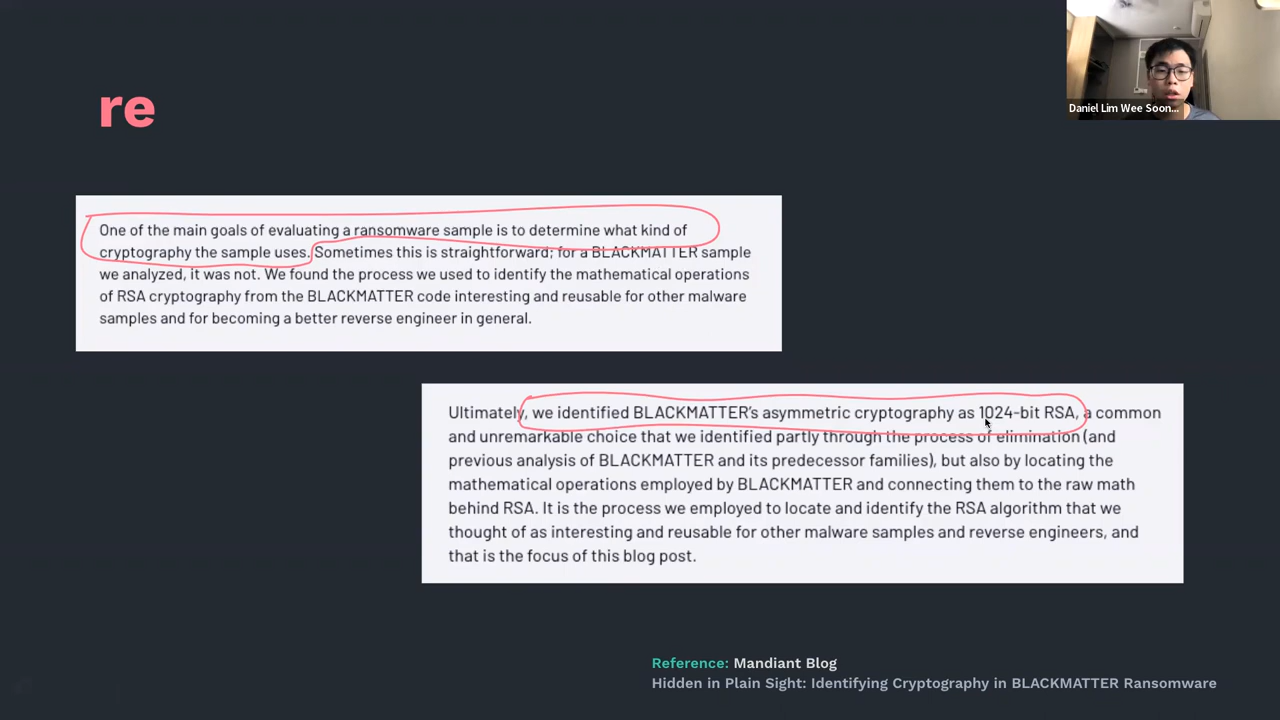 Daniel Lim Wee Soon...
re
One of the main goals of evaluating a ransomware sample is to determine what kind of
cryptography the sample uses. Sometimes this is straightforward; for a BLACKMATTER sample
we analyzed, it was not. We found the process we used to identify the mathematical operations
of RSA cryptography from the BLACKMATTER code interesting and reusable for other malware
samples and for becoming a better reverse engineer in general.
Ultimately, we identified BLACKMATTER's asymmetric cryptography as 1024-bit RSA, a common
and unremarkable choice that we identified partly through the process of elimination (and
previous analysis of BLACKMATTER and its predecessor families), but also by locating the
mathematical operations employed by BLACKMATTER and connecting them to the raw math
behind RSA. It is the process we employed to locate and identify the RSA algorithm that we
thought of as interesting and reusable for other malware samples and reverse engineers, and
that is the focus of this blog post.
Reference: Mandiant Blog
Hidden in Plain Sight: Identifying Cryptography in BLACKMATTER Ransomware